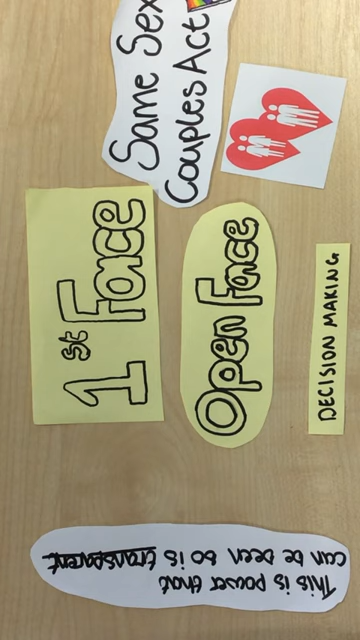 Same Sex
Couples Act
1st Face
Open Face
DECISION MAKING
This is power that
can be seen so is transparent